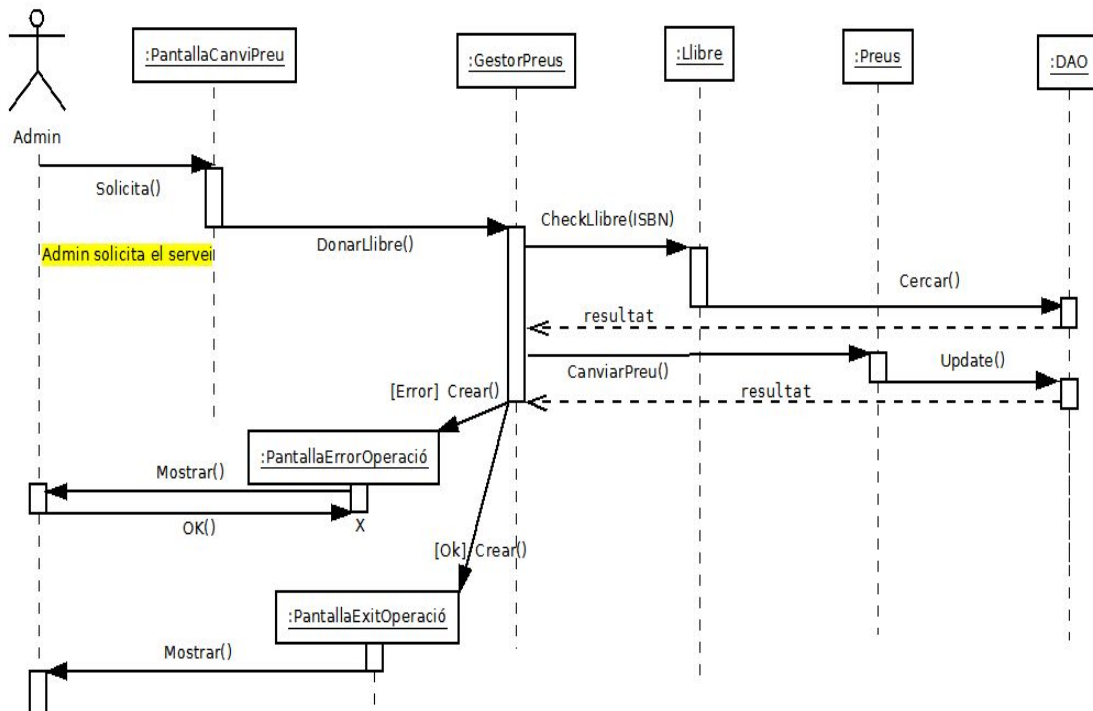 :PantallaCanviPreu
:GestorPreus
:Llibre
:Preus
:DAO
Admin
Solicita()
DonarLlibre()
CheckLlibre(ISBN)
Admin solicita el servei
Cercar()
resultat
CanviarPreu()
Update()
[Error] Crear()
resultat
:PantallaErrorOperació
Mostrar()
OK()
X
[Ok] Crear()
:PantallaExitOperació
Mostrar()